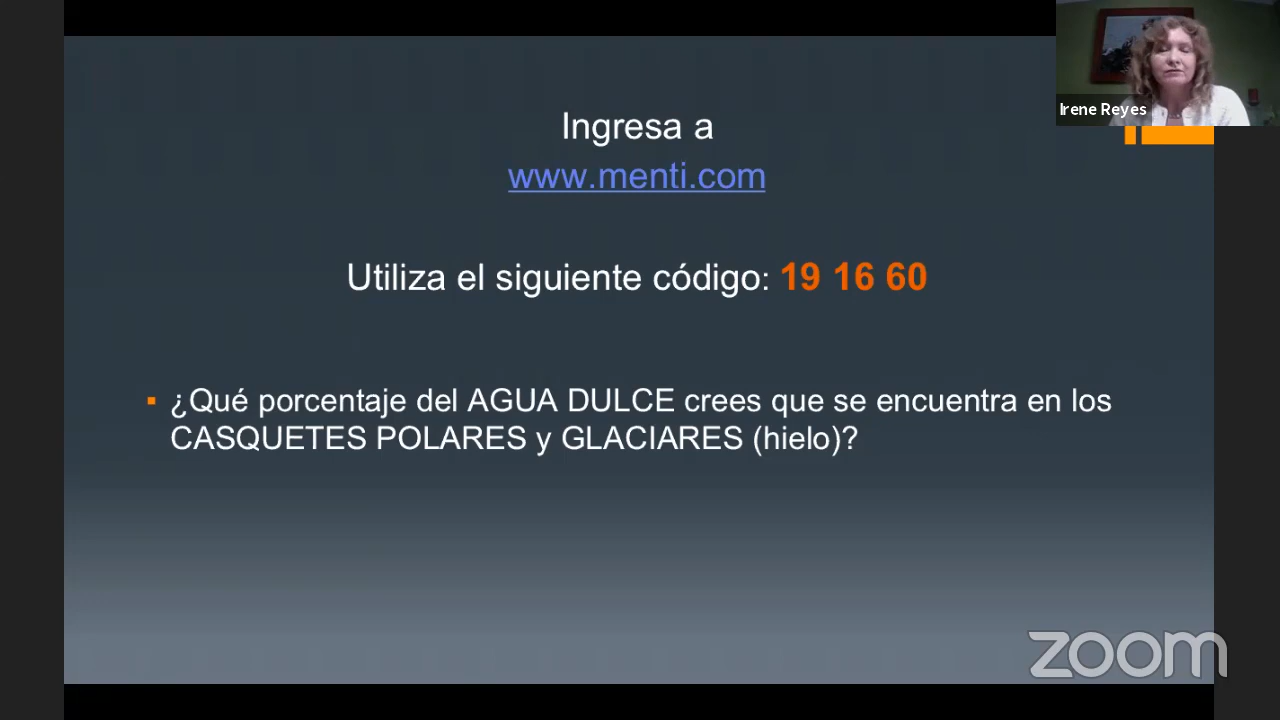 Ingresa a
www.menti.com
Utiliza el siguiente código: 19 16 60
▪ ¿Qué porcentaje del AGUA DULCE crees que se encuentra en los
CASQUETES POLARES y GLACIARES (hielo)?
Irene Reyes
zoom